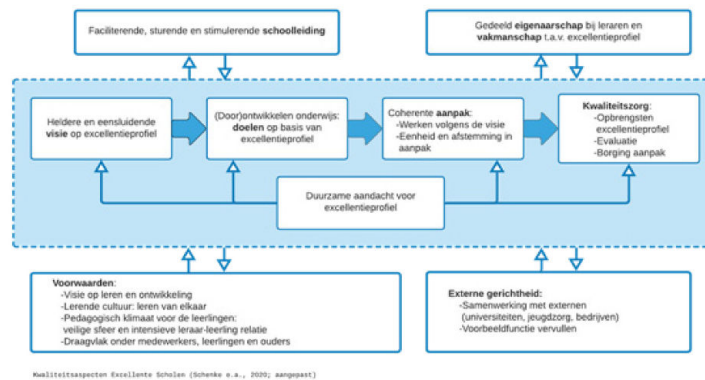 Faciliterende, sturende en stimulerende schoolleiding
Gedeeld eigenaarschap bij leraren en
vakmanschap t.a.v. excellentieprofiel
Heldere en eensluidende
visie op excellentieprofiel
(Door)ontwikkelen onderwijs:
doelen op basis van
excellentieprofiel
Coherente aanpak:
-Werken volgens de visie
-Eenheid en afstemming in
aanpak
Kwaliteitszorg:
-Opbrengsten
excellentieprofiel
-Evaluatie
-Borging aanpak
Duurzame aandacht voor
excellentieprofiel
Voorwaarden:
-Visie op leren en ontwikkeling
-Lerende cultuur: leren van elkaar
-Pedagogisch klimaat voor de leerlingen:
veilige sfeer en intensieve leraar-leerling relatie
-Draagvlak onder medewerkers, leerlingen en ouders
Externe gerichtheid:
-Samenwerking met externen
(universiteiten, jeugdzorg, bedrijven)
-Voorbeeldfunctie vervullen
Kwaliteitsaspecten Excellente Scholen (Schenke e.a., 2020; aangepast)